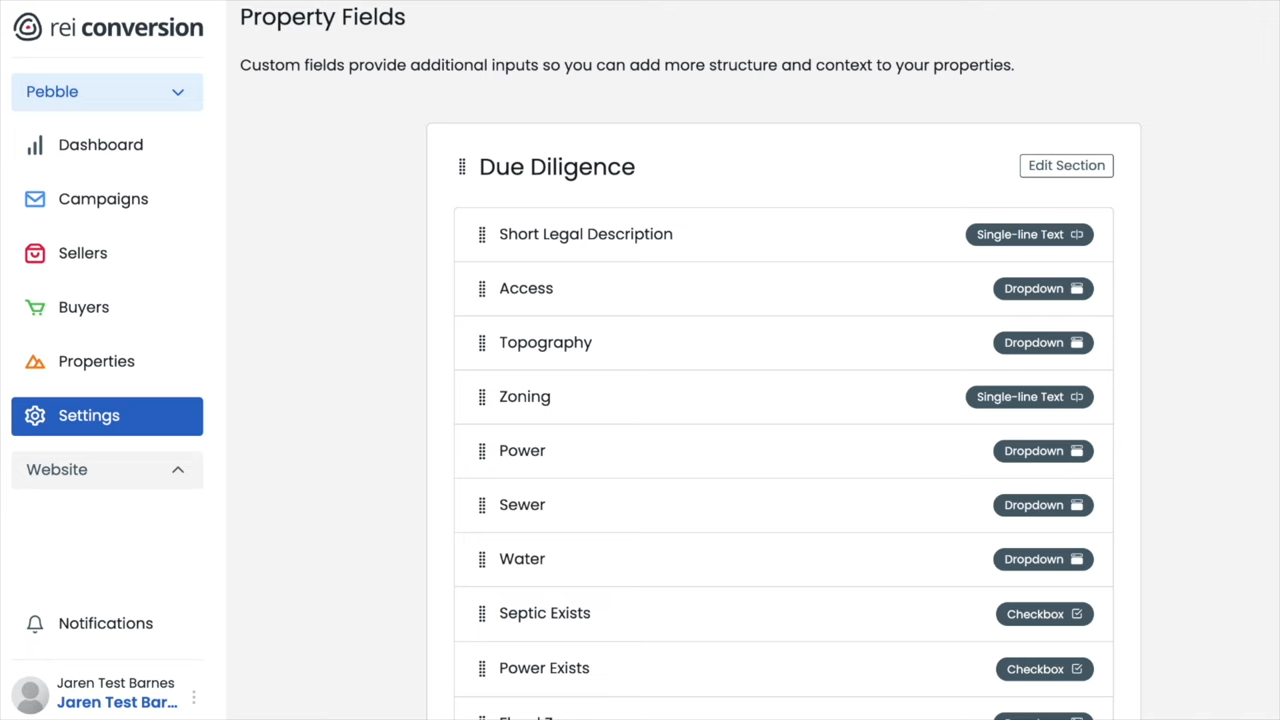 rei conversion
Pebble
Dashboard
Campaigns
Sellers
Buyers
Properties
Settings
Website
Notifications
Jaren Test Barnes
Jaren Test Bar...
Property Fields
Custom fields provide additional inputs so you can add more structure and context to your properties.
Due Diligence
Edit Section
Short Legal Description Single-line Text
Access Dropdown
Topography Dropdown
Zoning Single-line Text
Power Dropdown
Sewer Dropdown
Water Dropdown
Septic Exists Checkbox
Power Exists Checkbox